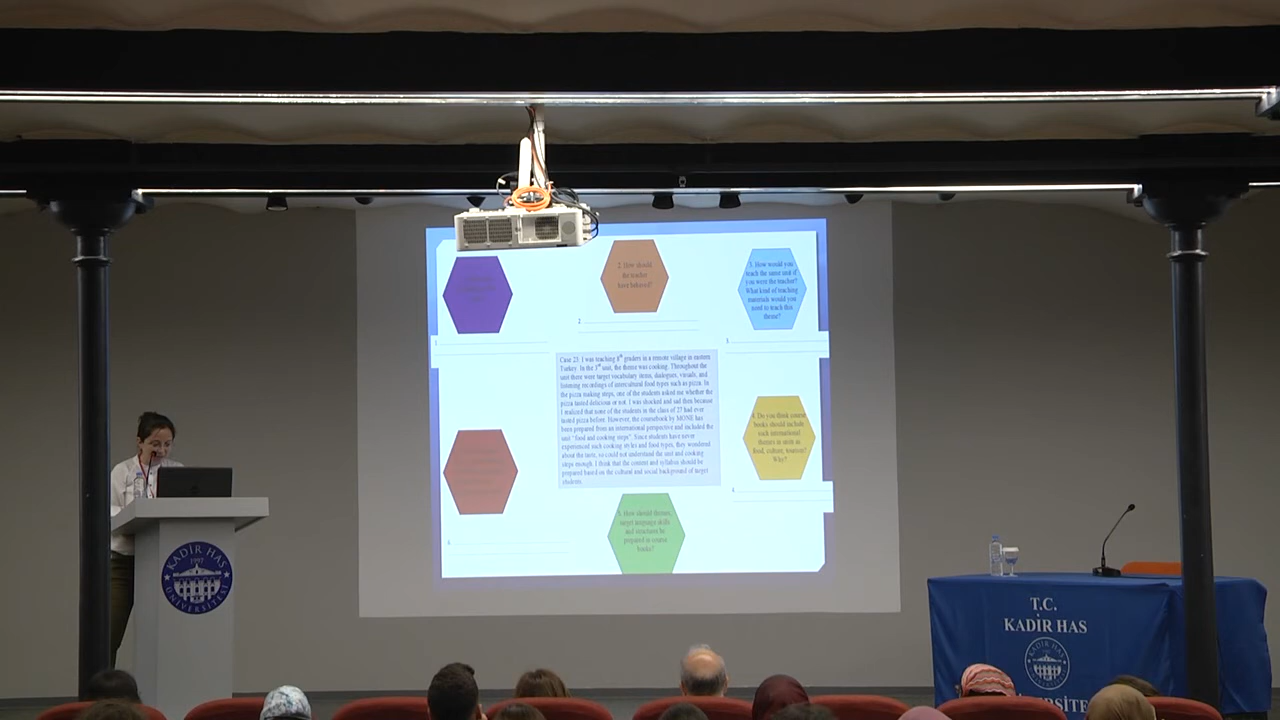 2. How should
the teacher
have behaved?
3. How would you
teach the same unit if
you were the teacher?
What kind of teaching
materials would you
need to teach this
theme?
1.
2.
3.
Case 23: I was teaching 8th graders in a remote village in eastern
Turkey. In the 3rd unit, the theme was cooking. Throughout the
unit there were target vocabulary items, dialogues, visuals, and
listening recordings of intercultural food types such as pizza. In
the pizza making steps, one of the students asked me whether the
pizza tasted delicious or not. I was shocked and sad then because
I realized that none of the students in the class of 27 had ever
tasted pizza before. However, the coursebook by MONE has
been prepared from an international perspective and included the
unit "food and cooking steps". Since students have never
experienced such cooking styles and food types, they wondered
about the taste, so could not understand the unit and cooking
steps enough. I think that the content and syllabus should be
prepared based on the cultural and social background of target
students.
4. Do you think course
books should include
such international
themes in units as
food, culture, tourism?
Why?
4.
5. How should themes,
target language skills
and structures be
prepared in course
books?
KADİR HAS
1997
ÜNİVERSİTESİ
T.C.
KADİR HAS
KADİR HAS